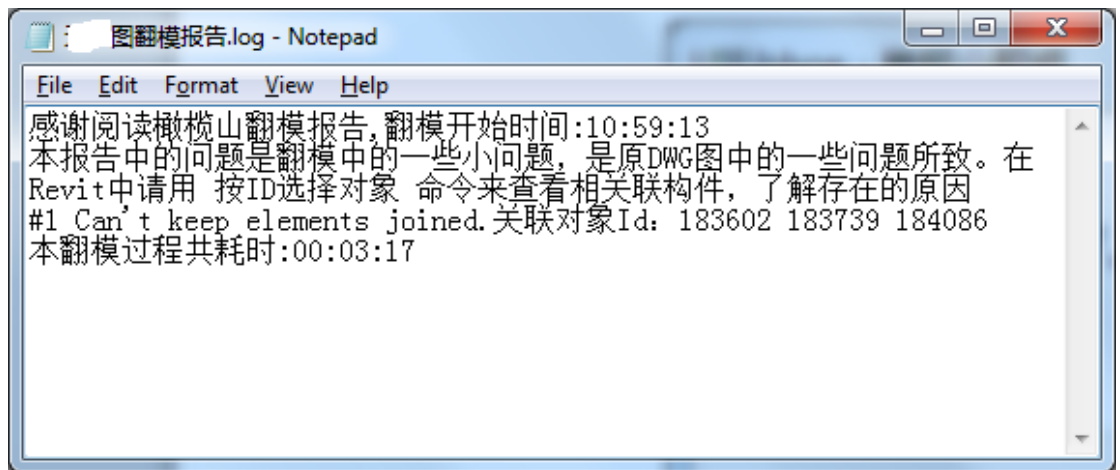 图翻模报告.log - Notepad
File Edit Format View Help
感谢阅读橄榄山翻模报告,翻模开始时间:10:59:13
本报告中的问题是翻模中的一些小问题，是原DWG图中的一些问题所致。在
Revit中请用 按ID选择对象 命令来查看相关联构件，了解存在的原因
#1 Can't keep elements joined.关联对象Id：183602 183739 184086
本翻模过程共耗时:00:03:17